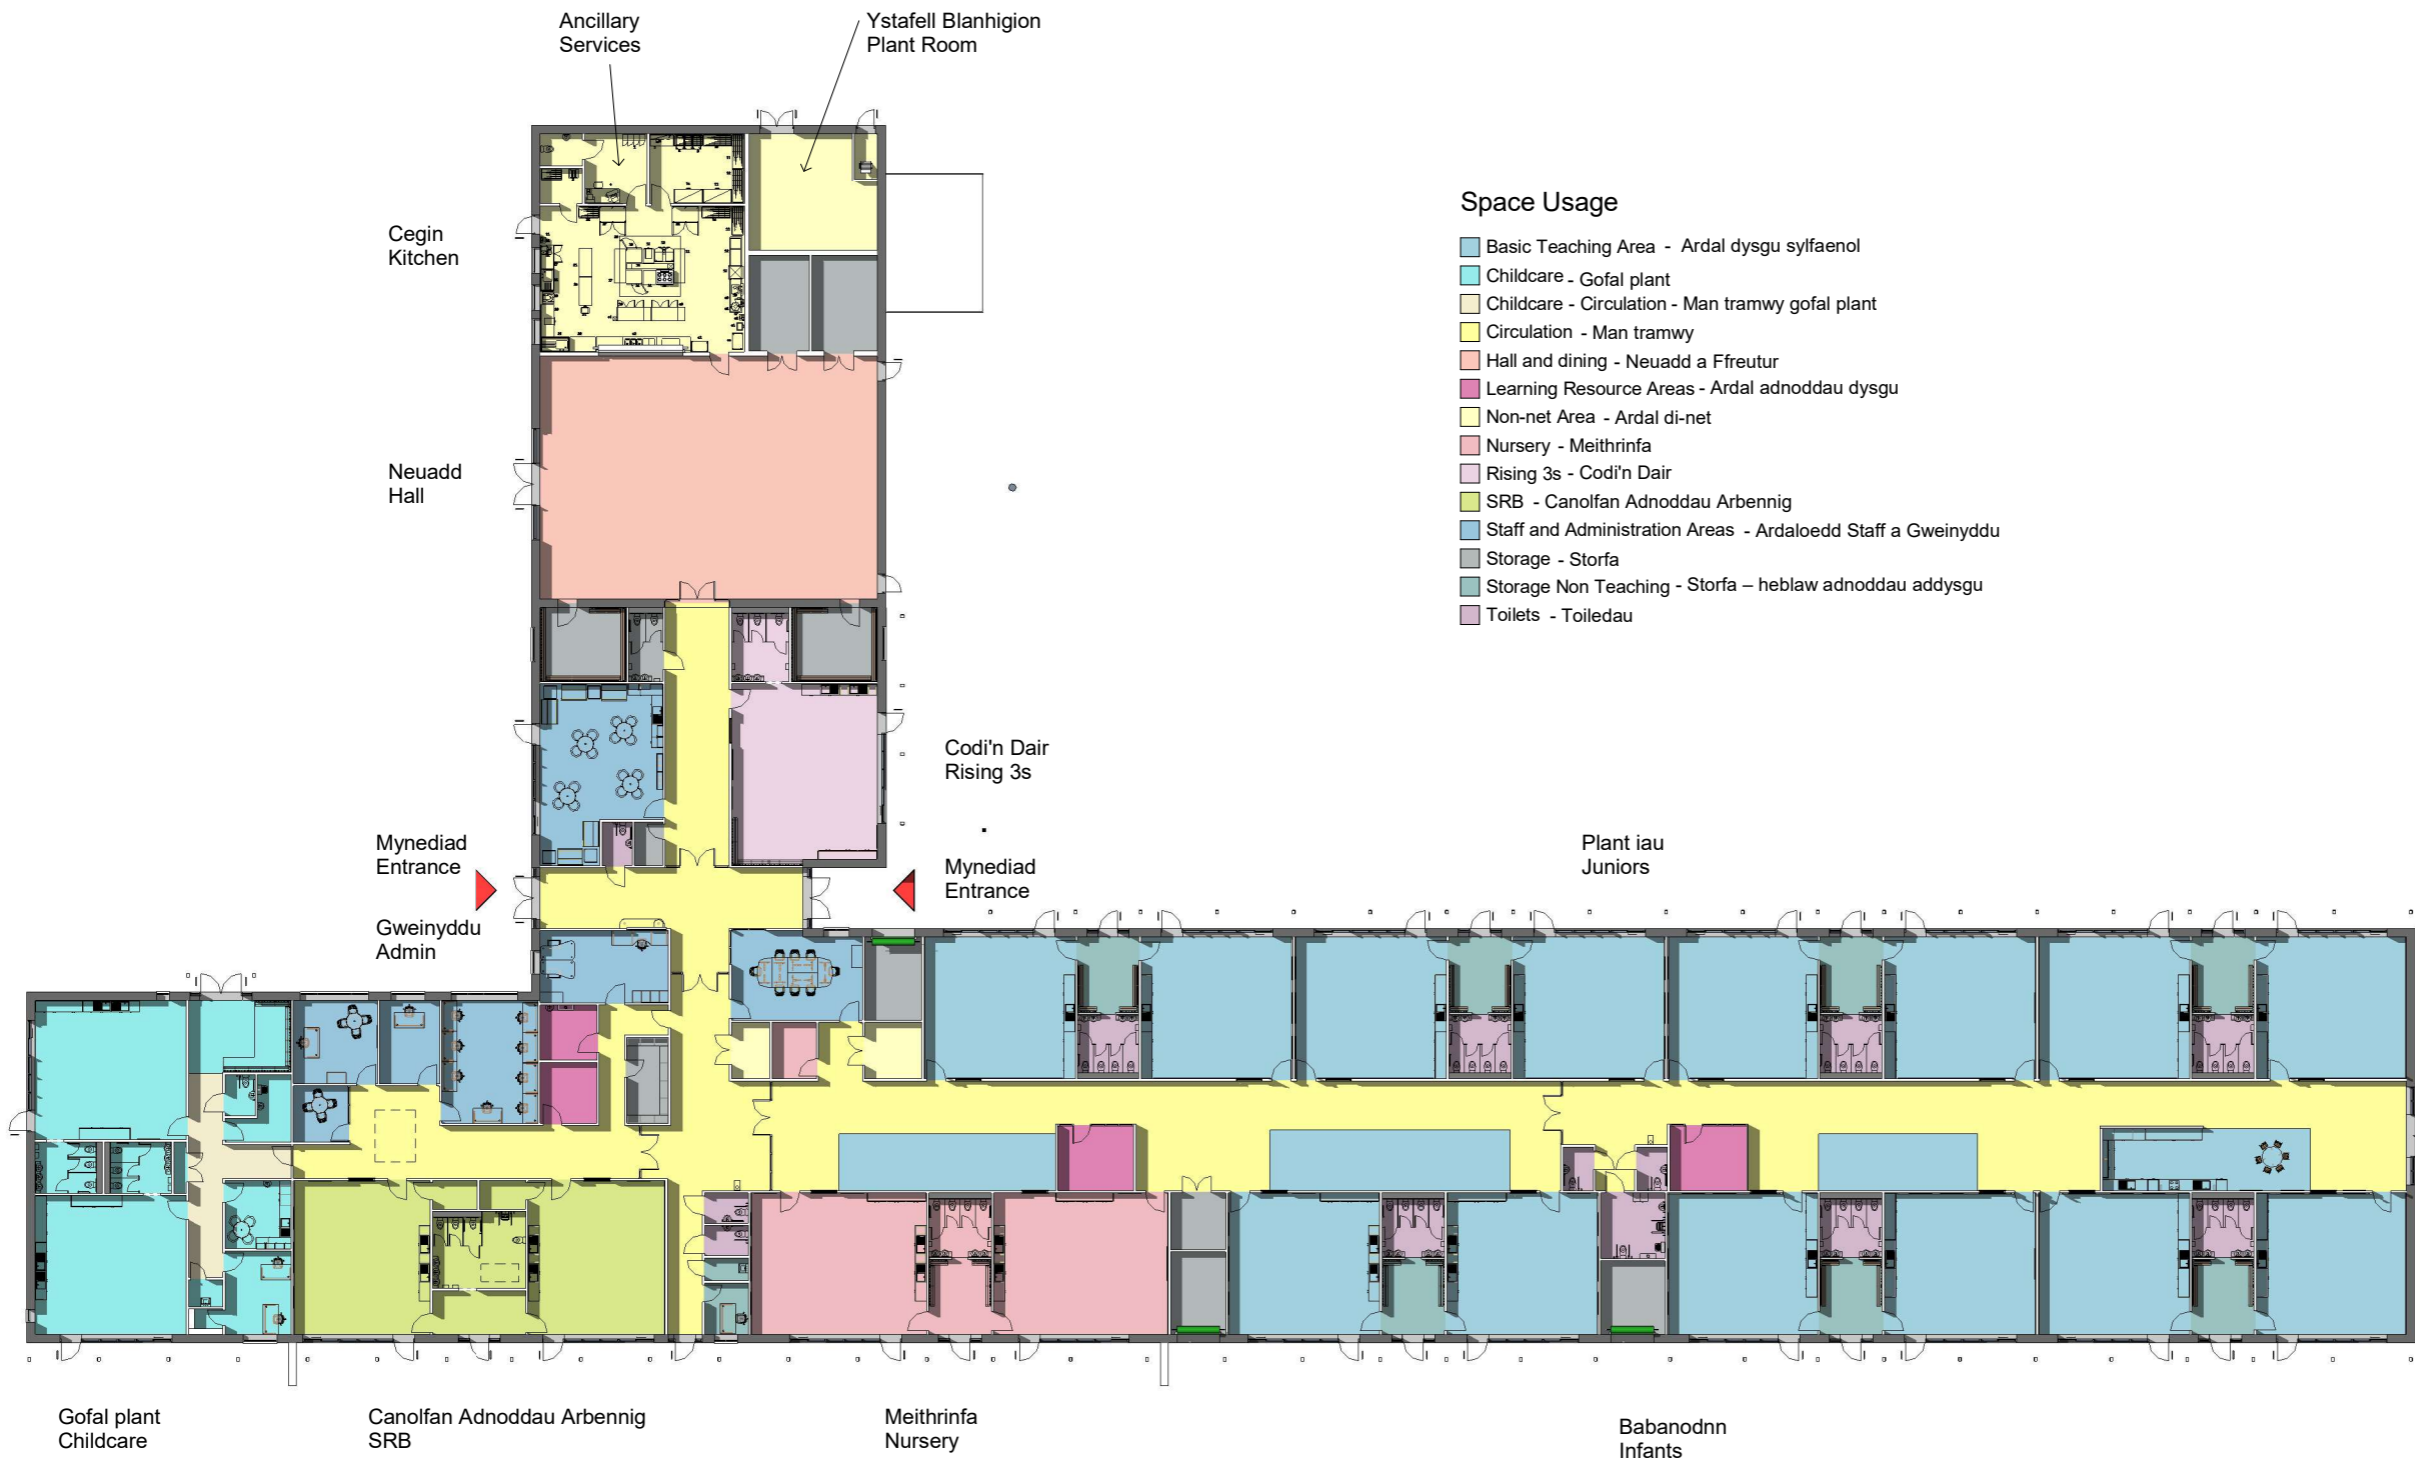 Ancillary
Services
Ystafell Blanhigion
Plant Room
Cegin
Kitchen
Neuadd
Hall
Space Usage
Basic Teaching Area - Ardal dysgu sylfaenol
Childcare - Gofal plant
Childcare - Circulation - Man tramwy gofal plant
Circulation - Man tramwy
Hall and dining - Neuadd a Ffreutur
Learning Resource Areas - Ardal adnoddau dysgu
Non-net Area - Ardal di-net
Nursery - Meithrinfa
Rising 3s - Codi'n Dair
SRB - Canolfan Adnoddau Arbennig
Staff and Administration Areas - Ardaloedd Staff a Gweinyddu
Storage - Storfa
Storage Non Teaching - Storfa – heblaw adnoddau addysgu
Toilets - Toiledau
Codi'n Dair
Rising 3s
Mynediad
Entrance
Mynediad
Entrance
Gweinyddu
Admin
Plant iau
Juniors
Gofal plant
Childcare
Canolfan Adnoddau Arbennig
SRB
Meithrinfa
Nursery
Babanodnn
Infants